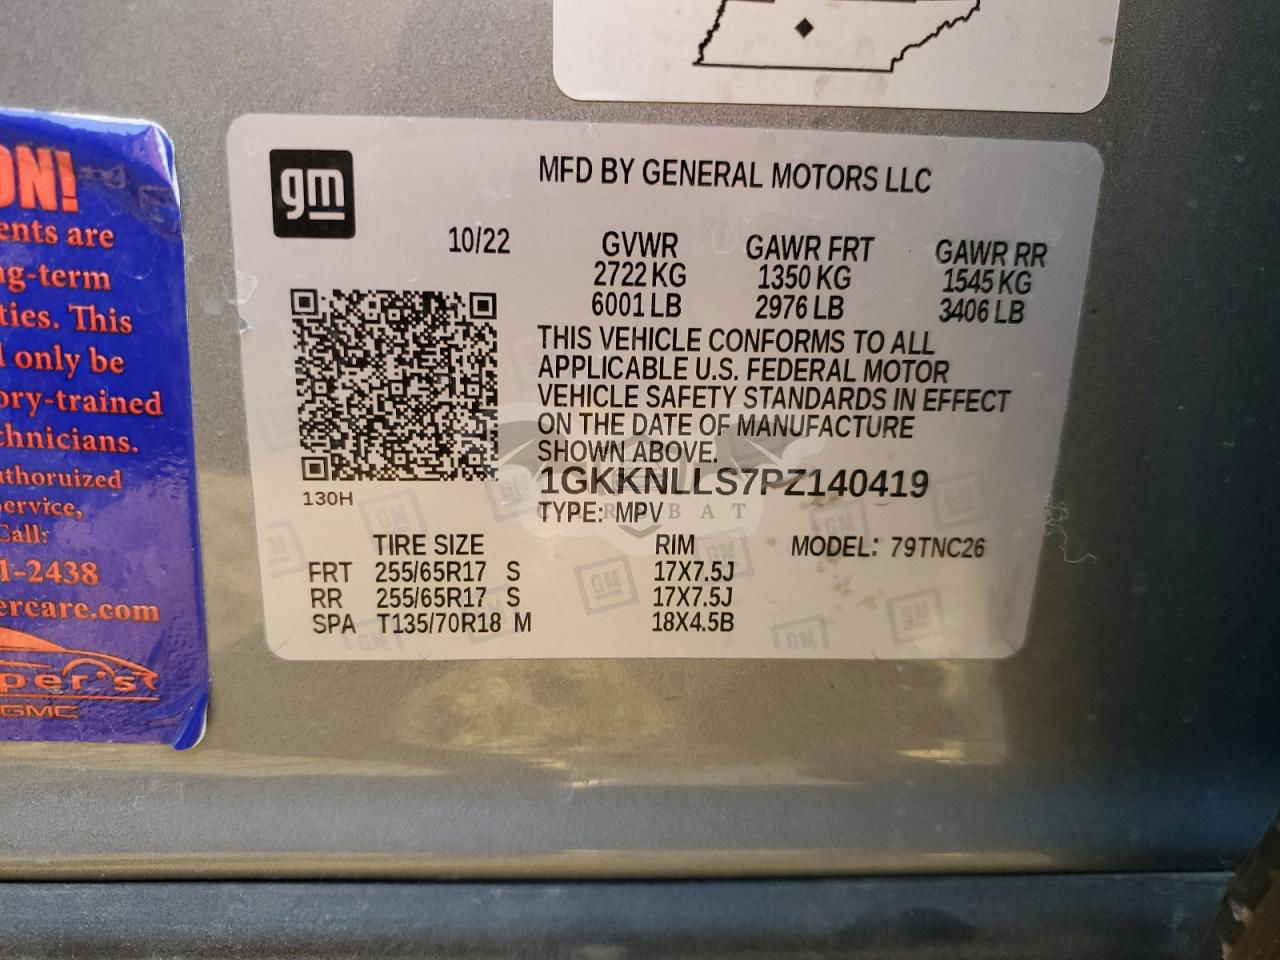 ON!
ents are
ng-term
ties. This
l only be
ory-trained
chnicians.
uthoruized
ervice,
Call:
1-2438
ercare.com
per's
GMC
gm
MFD BY GENERAL MOTORS LLC
10/22 GVWR GAWR FRT GAWR RR
2722 KG 1350 KG 1545 KG
6001 LB 2976 LB 3406 LB
THIS VEHICLE CONFORMS TO ALL
APPLICABLE U.S. FEDERAL MOTOR
VEHICLE SAFETY STANDARDS IN EFFECT
ON THE DATE OF MANUFACTURE
SHOWN ABOVE.
1GKKNLLS7PZ140419
130H
TYPE: MPV
TIRE SIZE RIM MODEL: 79TNC26
FRT 255/65R17 S 17X7.5J
RR 255/65R17 S 17X7.5J
SPA T135/70R18 M 18X4.5B